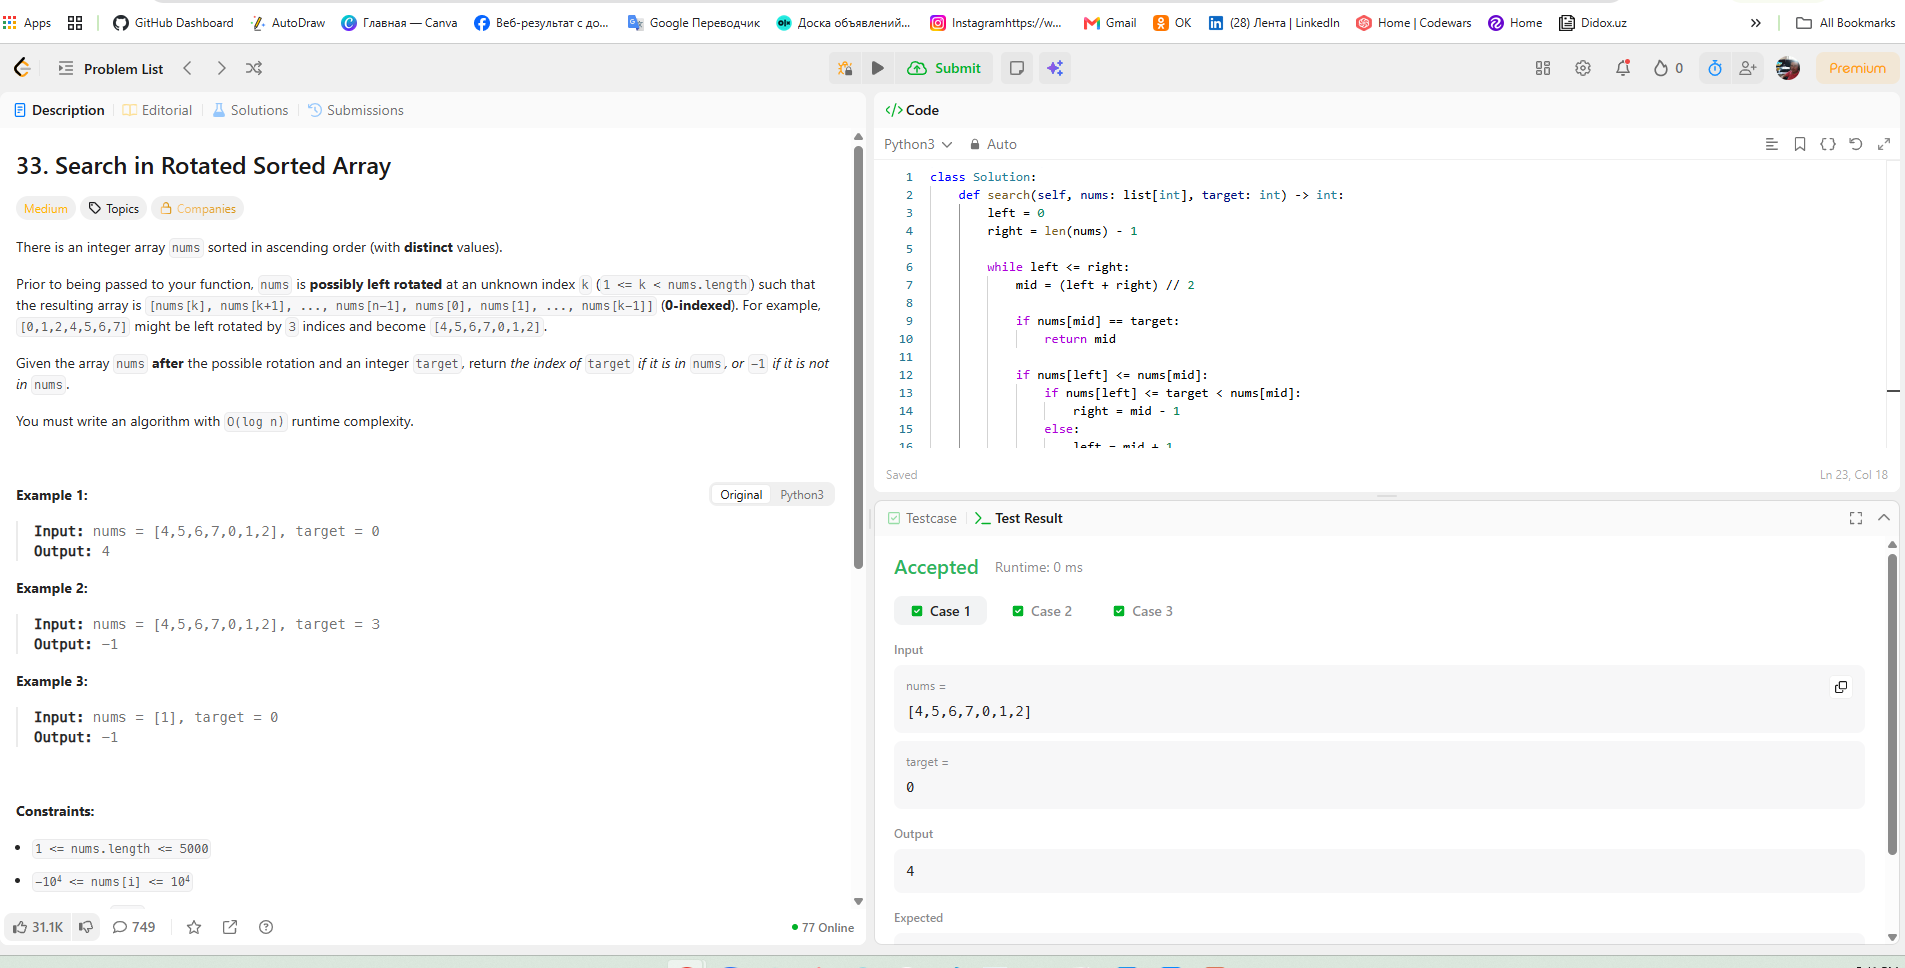 Apps GitHub Dashboard AutoDraw Главная — Canva Веб-результат с до... Google Переводчик Доска объявлений... Instagramhttps://w... Gmail ОК (28) Лента | LinkedIn Home | Codewars Home Didox.uz » All Bookmarks
Problem List Submit 0 Premium
Description Editorial Solutions Submissions
33. Search in Rotated Sorted Array
Medium Topics Companies
There is an integer array nums sorted in ascending order (with distinct values).
Prior to being passed to your function, nums is possibly left rotated at an unknown index k (1 <= k < nums.length) such that
the resulting array is [nums[k], nums[k+1], ..., nums[n-1], nums[0], nums[1], ..., nums[k-1]] (0-indexed). For example,
[0,1,2,4,5,6,7] might be left rotated by 3 indices and become [4,5,6,7,0,1,2].
Given the array nums after the possible rotation and an integer target, return the index of target if it is in nums, or -1 if it is not
in nums.
You must write an algorithm with O(log n) runtime complexity.
Example 1:
Original Python3
Input: nums = [4,5,6,7,0,1,2], target = 0
Output: 4
Example 2:
Input: nums = [4,5,6,7,0,1,2], target = 3
Output: -1
Example 3:
Input: nums = [1], target = 0
Output: -1
Constraints:
1 <= nums.length <= 5000
-10⁴ <= nums[i] <= 10⁴
31.1K 749 77 Online
</> Code
Python3 Auto
1 class Solution:
2 def search(self, nums: list[int], target: int) -> int:
3 left = 0
4 right = len(nums) - 1
5
6 while left <= right:
7 mid = (left + right) // 2
8
9 if nums[mid] == target:
10 return mid
11
12 if nums[left] <= nums[mid]:
13 if nums[left] <= target < nums[mid]:
14 right = mid - 1
15 else:
16 left = mid + 1
Saved Ln 23, Col 18
Testcase Test Result
Accepted Runtime: 0 ms
Case 1 Case 2 Case 3
Input
nums =
[4,5,6,7,0,1,2]
target =
0
Output
4
Expected